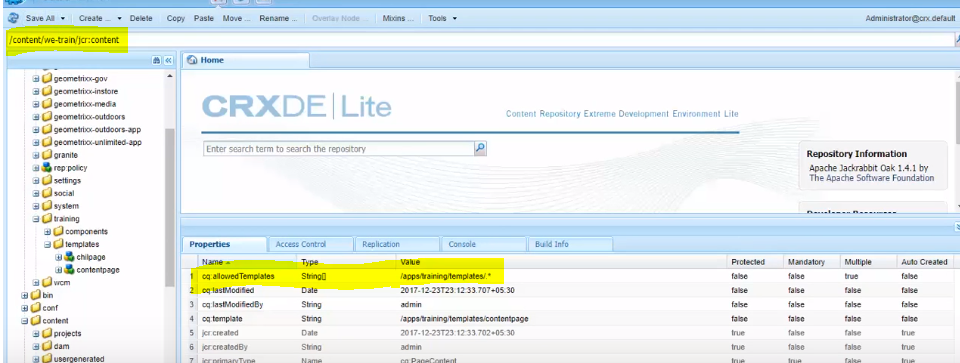 Save All Create ... Delete Copy Paste Move ... Rename ... Overlay Node... Mixins ... Tools Administrator@crx.default
/content/we-train/jcr:content
geometrixx-gov
geometrixx-instore
geometrixx-media
geometrixx-outdoors
geometrixx-outdoors-app
geometrixx-unlimited-app
granite
rep:policy
settings
social
system
training
components
templates
chilpage
contentpage
wcm
bin
conf
content
projects
dam
usergenerated
Home
CRXDE Lite
Content Repository Extreme Development Environment Lite
Enter search term to search the repository
Repository Information
Apache Jackrabbit Oak 1.4.1 by
The Apache Software Foundation
Developer Resources
Properties Access Control Replication Console Build Info
Name Type Value Protected Mandatory Multiple Auto Created
1 cq:allowedTemplates String[] /apps/training/templates/.* false false true false
2 cq:lastModified Date 2017-12-23T23:12:33.707+05:30 false false false false
3 cq:lastModifiedBy String admin false false false false
4 cq:template String /apps/training/templates/contentpage false false false false
5 jcr:created Date 2017-12-23T23:12:33.702+05:30 true false false true
6 jcr:createdBy String admin true false false true
7 jcr:primaryType Name cq:PageContent true true false true